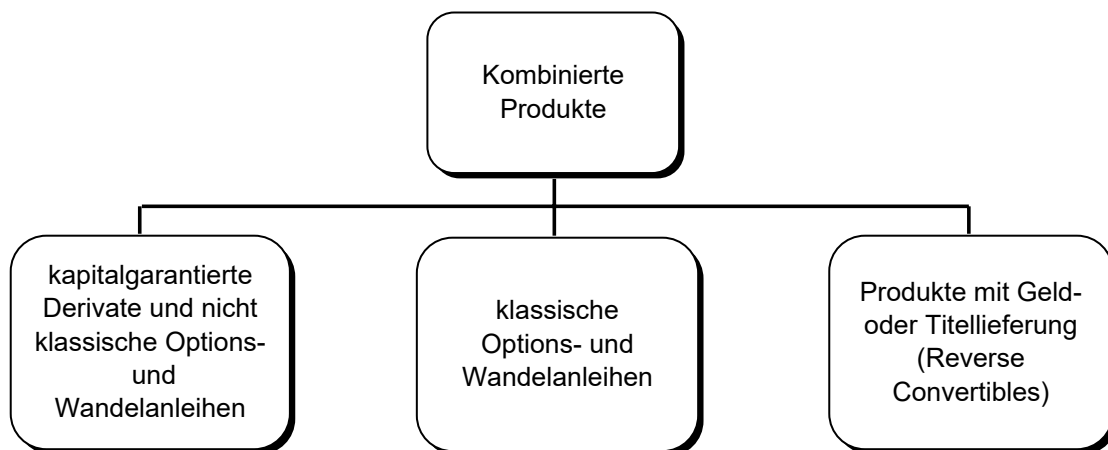 Kombinierte
Produkte
kapitalgarantierte
Derivate und nicht
klassische Options-
und
Wandelanleihen
klassische
Options- und
Wandelanleihen
Produkte mit Geld-
oder Titellieferung
(Reverse
Convertibles)